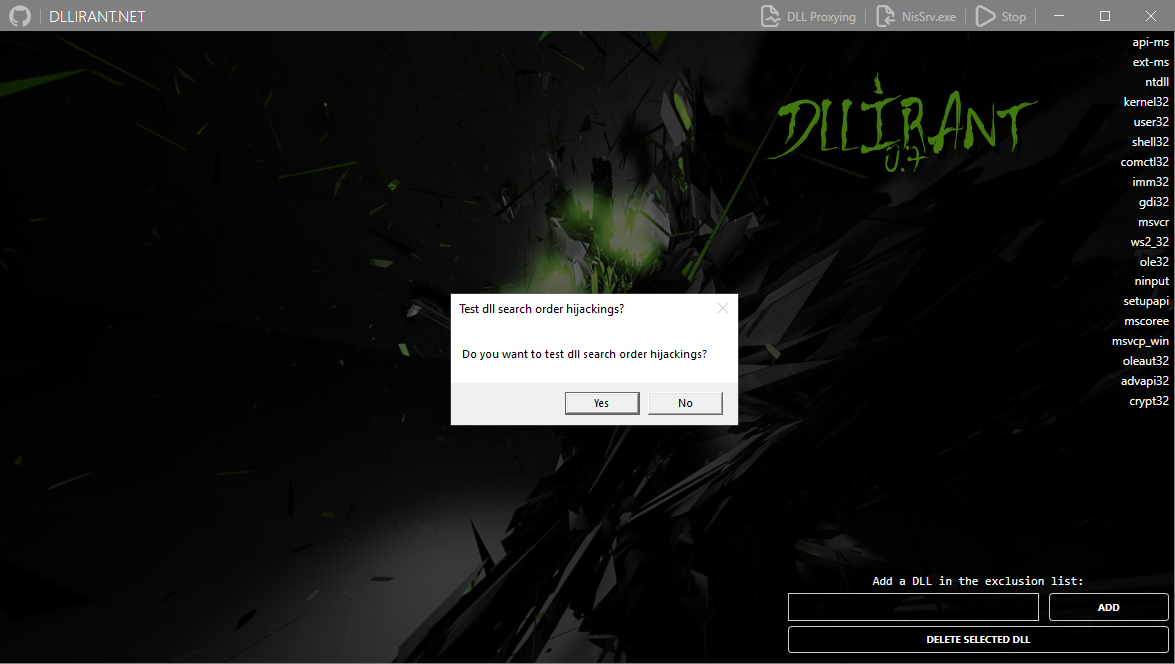 DLLIRANT.NET
DLL Proxying
NisSrv.exe
Stop
api-ms
ext-ms
ntdll
kernel32
user32
shell32
comctl32
imm32
gdi32
msvcr
ws2_32
ole32
ninput
setupapi
mscoree
msvcp_win
oleaut32
advapi32
crypt32
DLLIRANT
0.7
Test dll search order hijackings?
Do you want to test dll search order hijackings?
Yes
No
Add a DLL in the exclusion list:
ADD
DELETE SELECTED DLL